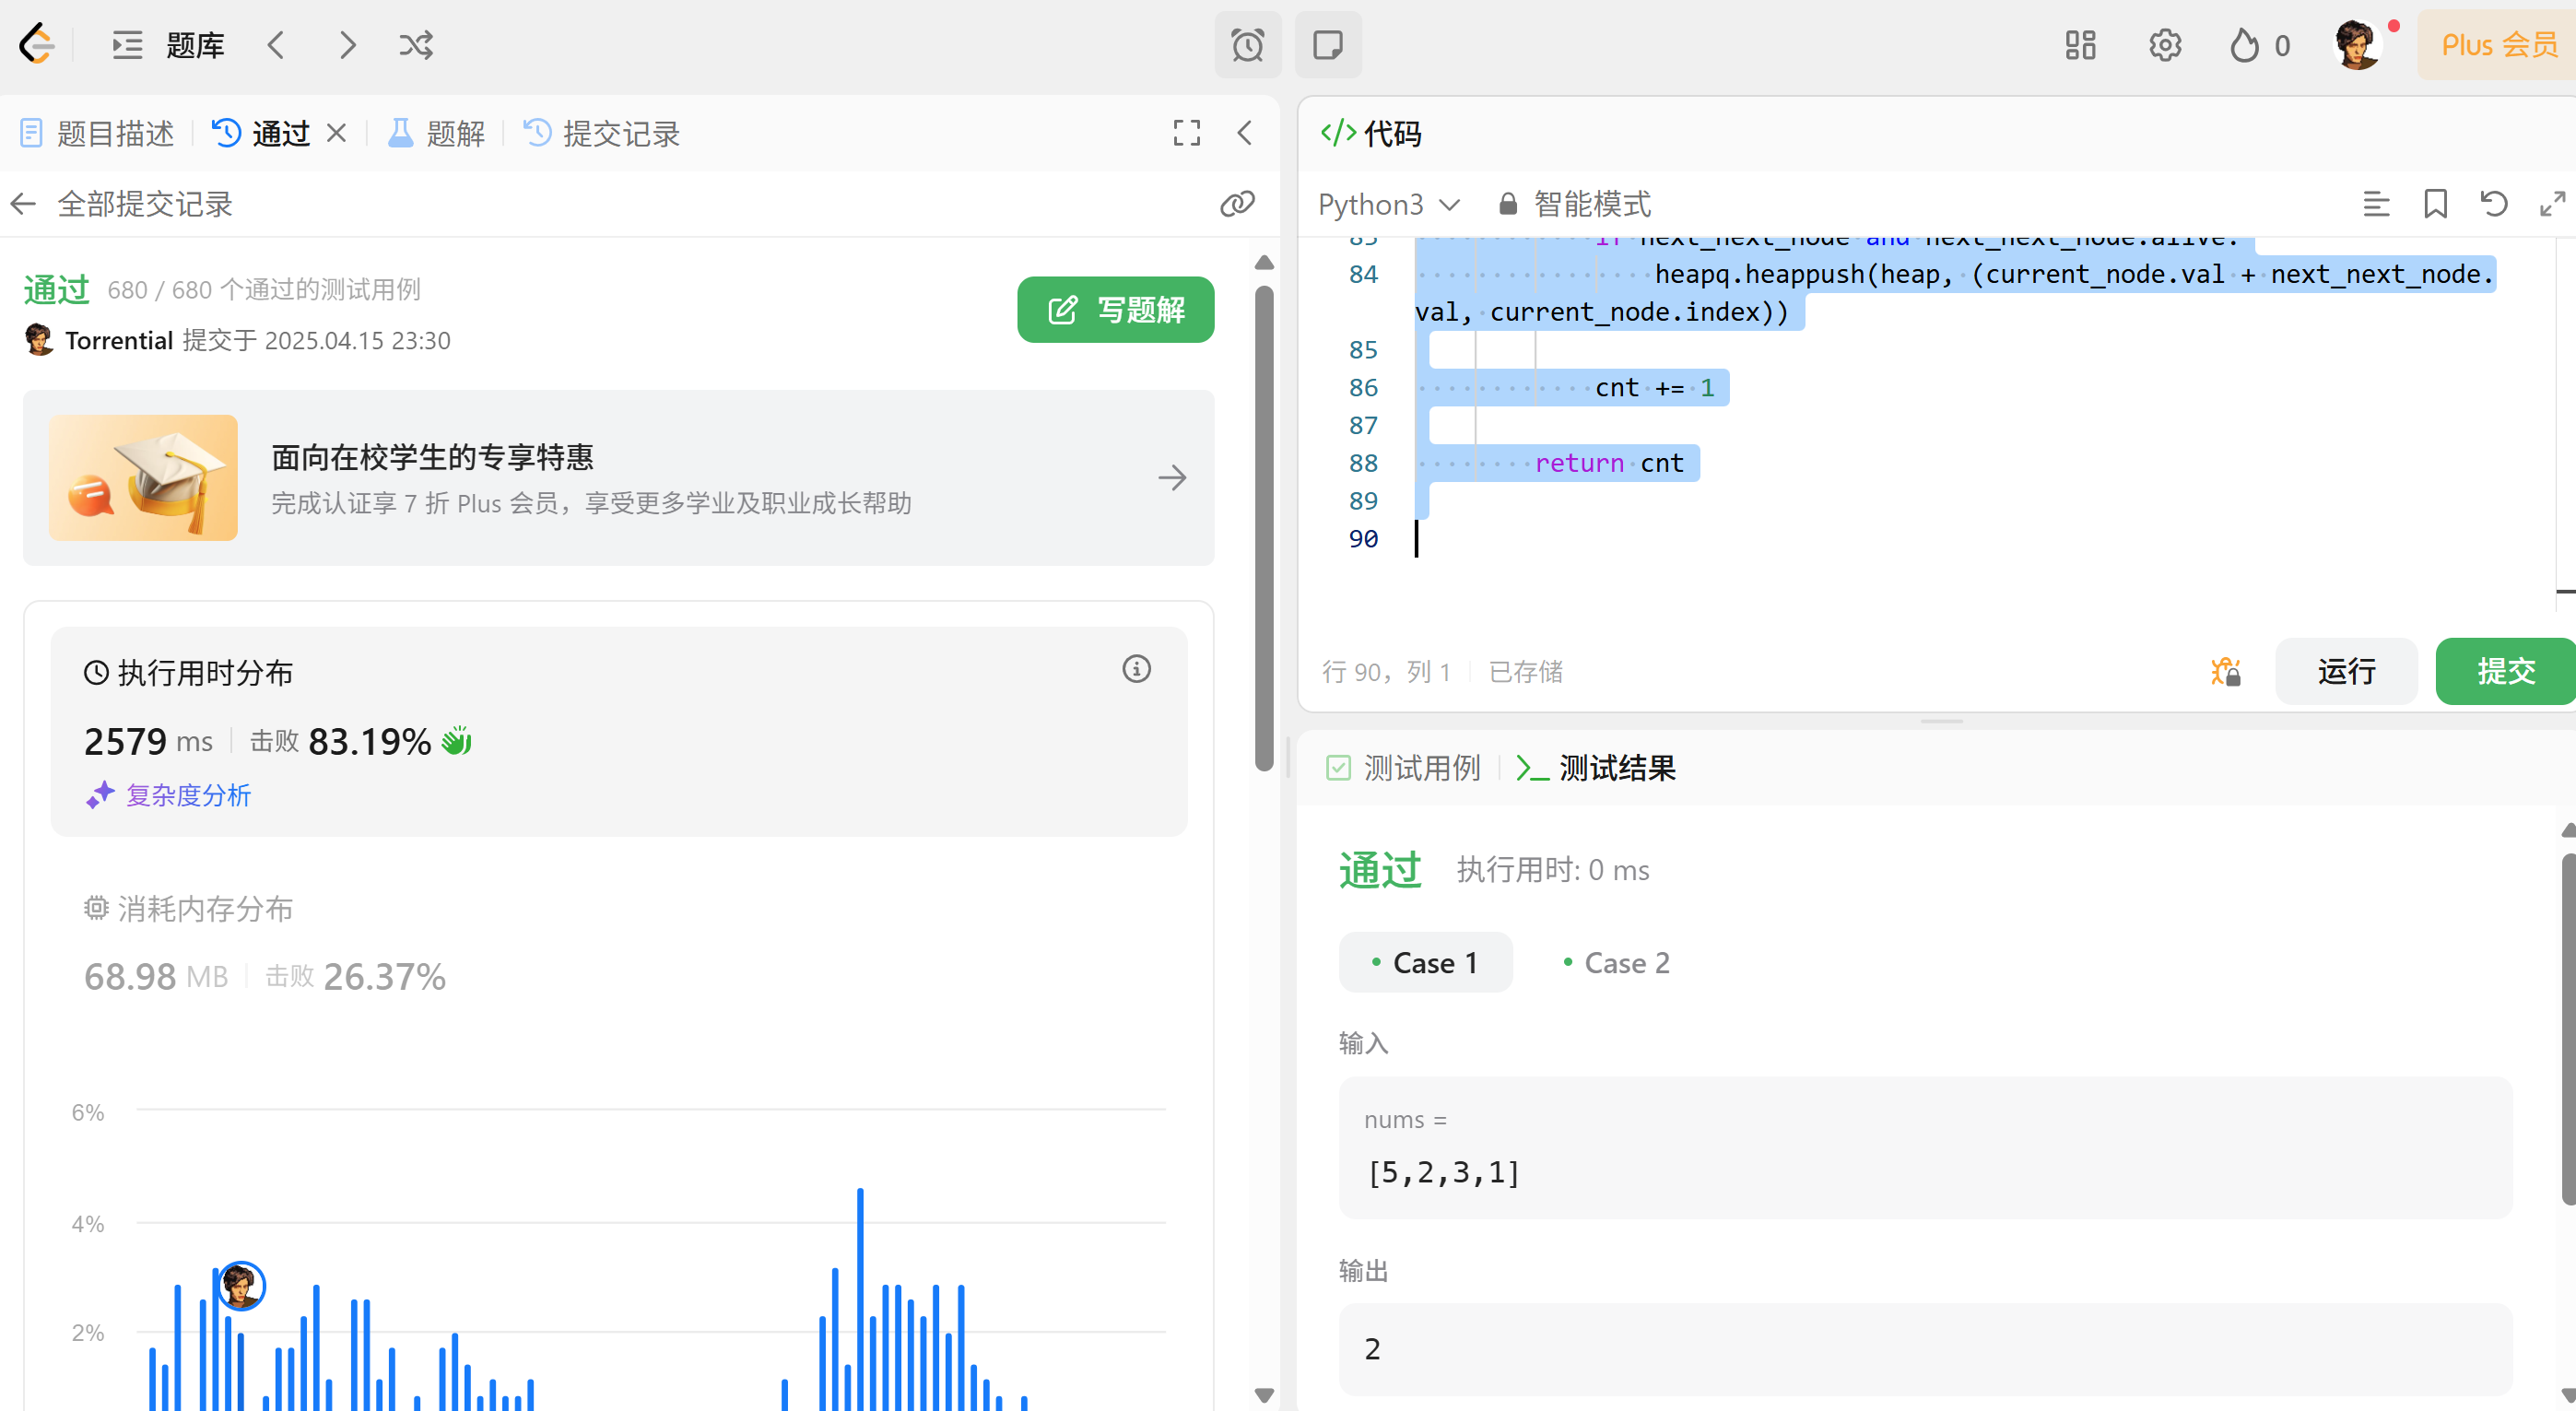 题库
0
Plus 会员
题目描述
通过
题解
提交记录
全部提交记录
通过 680 / 680 个通过的测试用例
Torrential 提交于 2025.04.15 23:30
写题解
面向在校学生的专享特惠
完成认证享 7 折 Plus 会员，享受更多学业及职业成长帮助
执行用时分布
2579 ms 击败 83.19%
复杂度分析
消耗内存分布
68.98 MB 击败 26.37%
6%
4%
2%
</> 代码
Python3 智能模式
83 if next_next_node and next_next_node.alive:
84 heapq.heappush(heap, (current_node.val + next_next_node.
val, current_node.index))
85
86 cnt += 1
87
88 return cnt
89
90
行 90，列 1 已存储
运行
提交
测试用例
测试结果
通过 执行用时: 0 ms
Case 1
Case 2
输入
nums =
[5,2,3,1]
输出
2